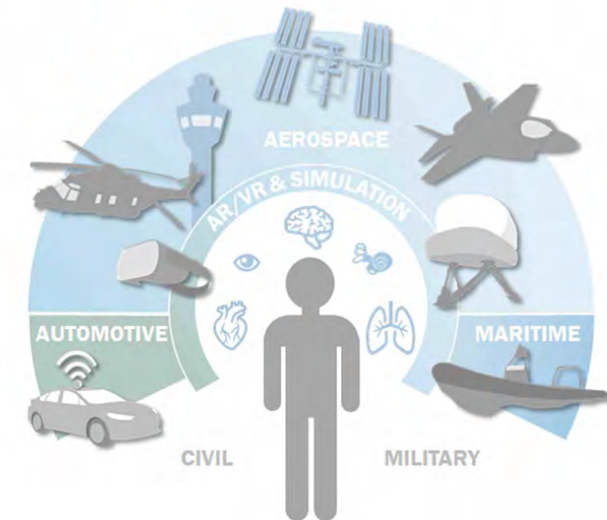 AEROSPACE
AR/VR & SIMULATION
AUTOMOTIVE
MARITIME
CIVIL
MILITARY